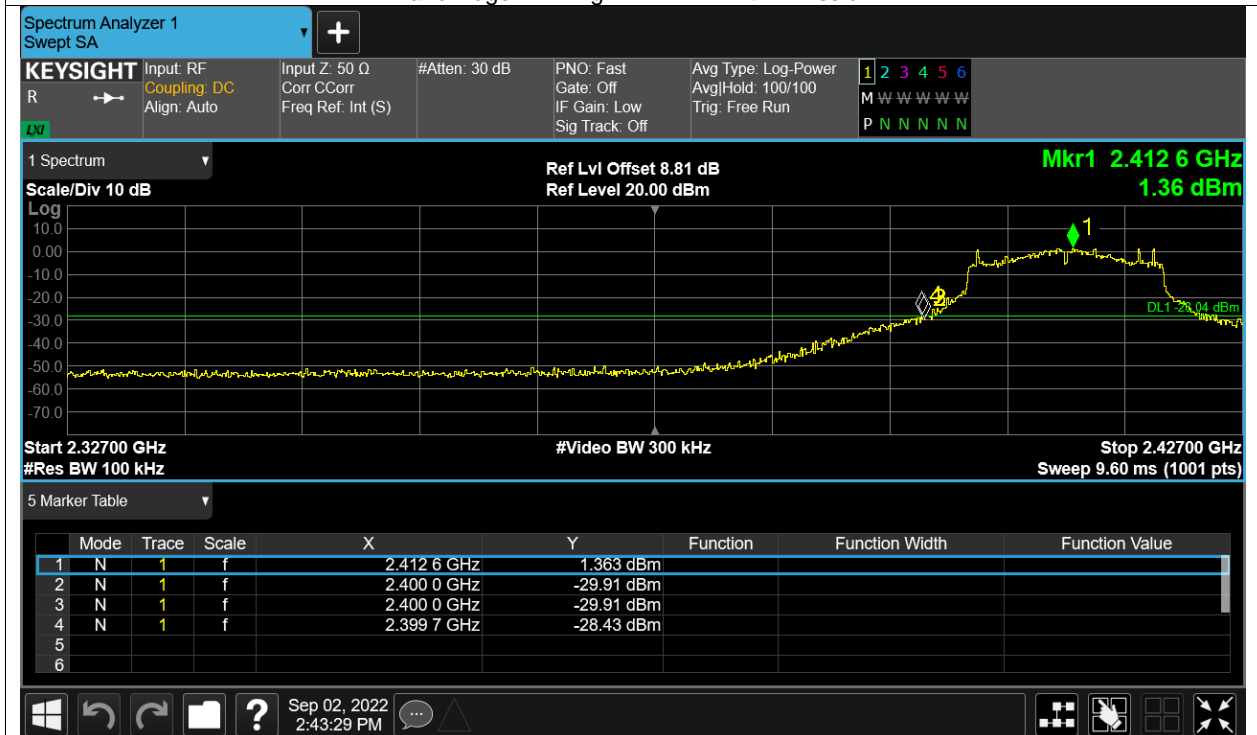 Spectrum Analyzer 1
Swept SA
+
KEYSIGHT Input: RF Input Z: 50 Ω #Atten: 30 dB PNO: Fast Avg Type: Log-Power 1 2 3 4 5 6
R Coupling: DC Corr CCorr Gate: Off Avg|Hold: 100/100 M W W W W W
Align: Auto Freq Ref: Int (S) IF Gain: Low Trig: Free Run
LXI Sig Track: Off P N N N N N N
1 Spectrum Ref Lvl Offset 8.81 dB Mkr1 2.412 6 GHz
Scale/Div 10 dB Ref Level 20.00 dBm 1.36 dBm
Log
10.0
1
0.00
-10.0
-20.0
DL1 -28.04 dBm
-30.0
-40.0
-50.0
-60.0
-70.0
Start 2.32700 GHz #Video BW 300 kHz Stop 2.42700 GHz
#Res BW 100 kHz Sweep 9.60 ms (1001 pts)
5 Marker Table
Mode Trace Scale X Y Function Function Width Function Value
1 N 1 f 2.412 6 GHz 1.363 dBm
2 N 1 f 2.400 0 GHz -29.91 dBm
3 N 1 f 2.400 0 GHz -29.91 dBm
4 N 1 f 2.399 7 GHz -28.43 dBm
5
6
? Sep 02, 2022
2:43:29 PM